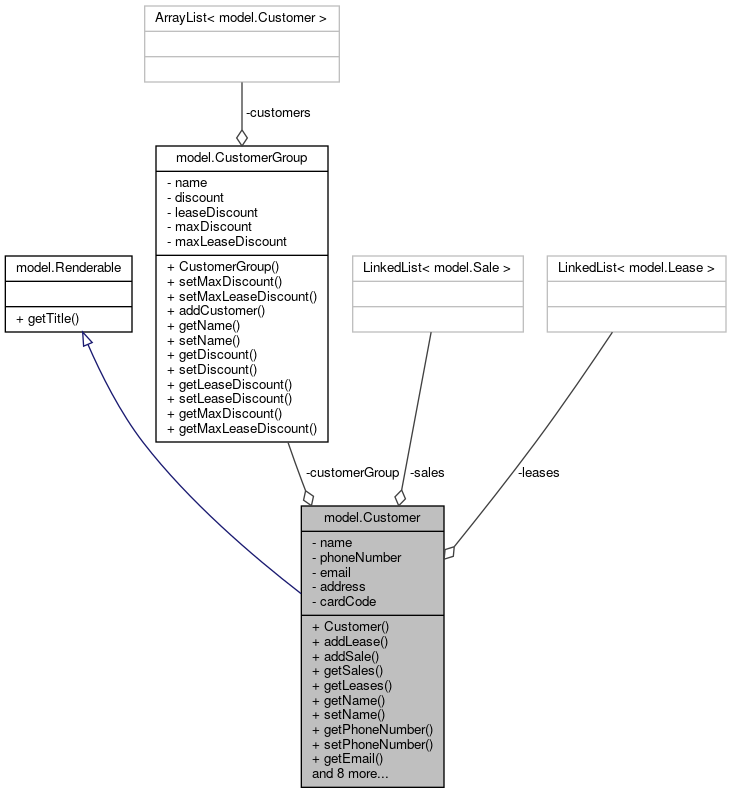 ArrayList< model.Customer >
-customers
model.CustomerGroup
- name
- discount
- leaseDiscount
- maxDiscount
- maxLeaseDiscount
+ CustomerGroup()
+ setMaxDiscount()
+ setMaxLeaseDiscount()
+ addCustomer()
+ getName()
+ setName()
+ getDiscount()
+ setDiscount()
+ getLeaseDiscount()
+ setLeaseDiscount()
+ getMaxDiscount()
+ getMaxLeaseDiscount()
model.Renderable
+ getTitle()
LinkedList< model.Sale >
LinkedList< model.Lease >
-customerGroup
-sales
-leases
model.Customer
- name
- phoneNumber
- email
- address
- cardCode
+ Customer()
+ addLease()
+ addSale()
+ getSales()
+ getLeases()
+ getName()
+ setName()
+ getPhoneNumber()
+ setPhoneNumber()
+ getEmail()
and 8 more...